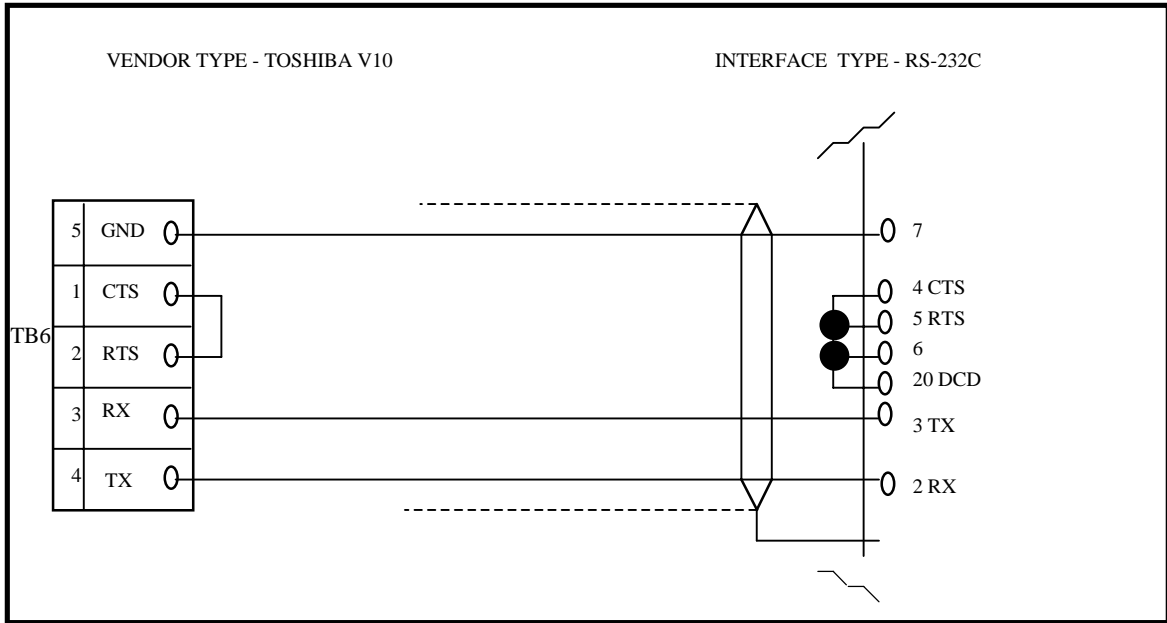 VENDOR TYPE - TOSHIBA V10
INTERFACE TYPE - RS-232C
5 GND
1 CTS
TB6
2 RTS
3 RX
4 TX
7
4 CTS
5 RTS
6
20 DCD
3 TX
2 RX